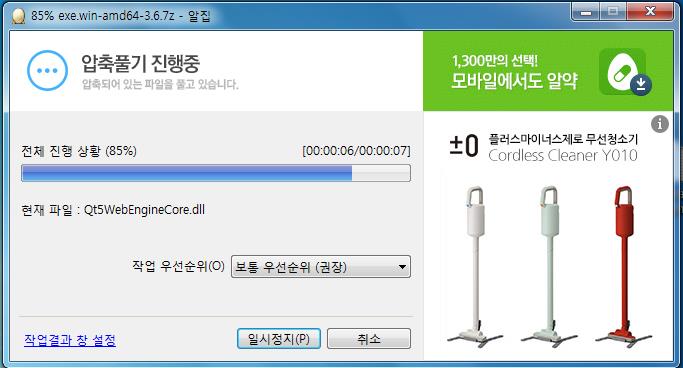 85% exe.win-amd64-3.6.7z - 알집
압축풀기 진행중
압축되어 있는 파일을 풀고 있습니다.
전체 진행 상황 (85%)
[00:00:06/00:00:07]
현재 파일 : Qt5WebEngineCore.dll
작업 우선순위(O)
보통 우선순위 (권장)
작업결과 창 설정
일시정지(P)
취소
1,300만의 선택!
모바일에서도 알약
±0 플러스마이너스제로 무선청소기
Cordless Cleaner Y010